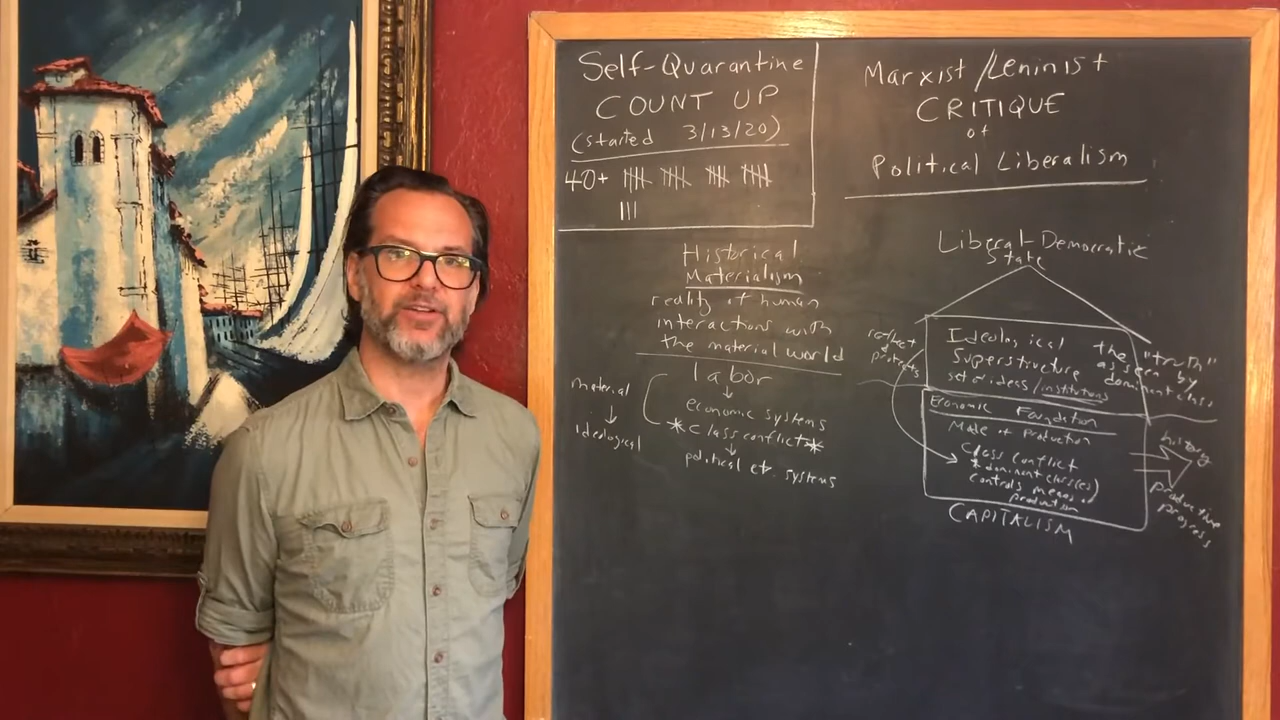 Self-Quarantine
COUNT UP
(started 3/13/20)
40+
Marxist/Leninist
CRITIQUE
of
Political Liberalism
Historical
Materialism
reality of human
interactions with
the material world
labor
economic systems
*Class conflict*
political etc. systems
material
ideological
Liberal-Democratic
State
reflect
&
protects
Ideological
Superstructure
set of ideas/institutions
the "truth"
as seen by
dominant class.
Economic Foundation
Mode of Production
Class Conflict
*dominant class(es)
controls means of
production
CAPITALISM
history
productive
progress